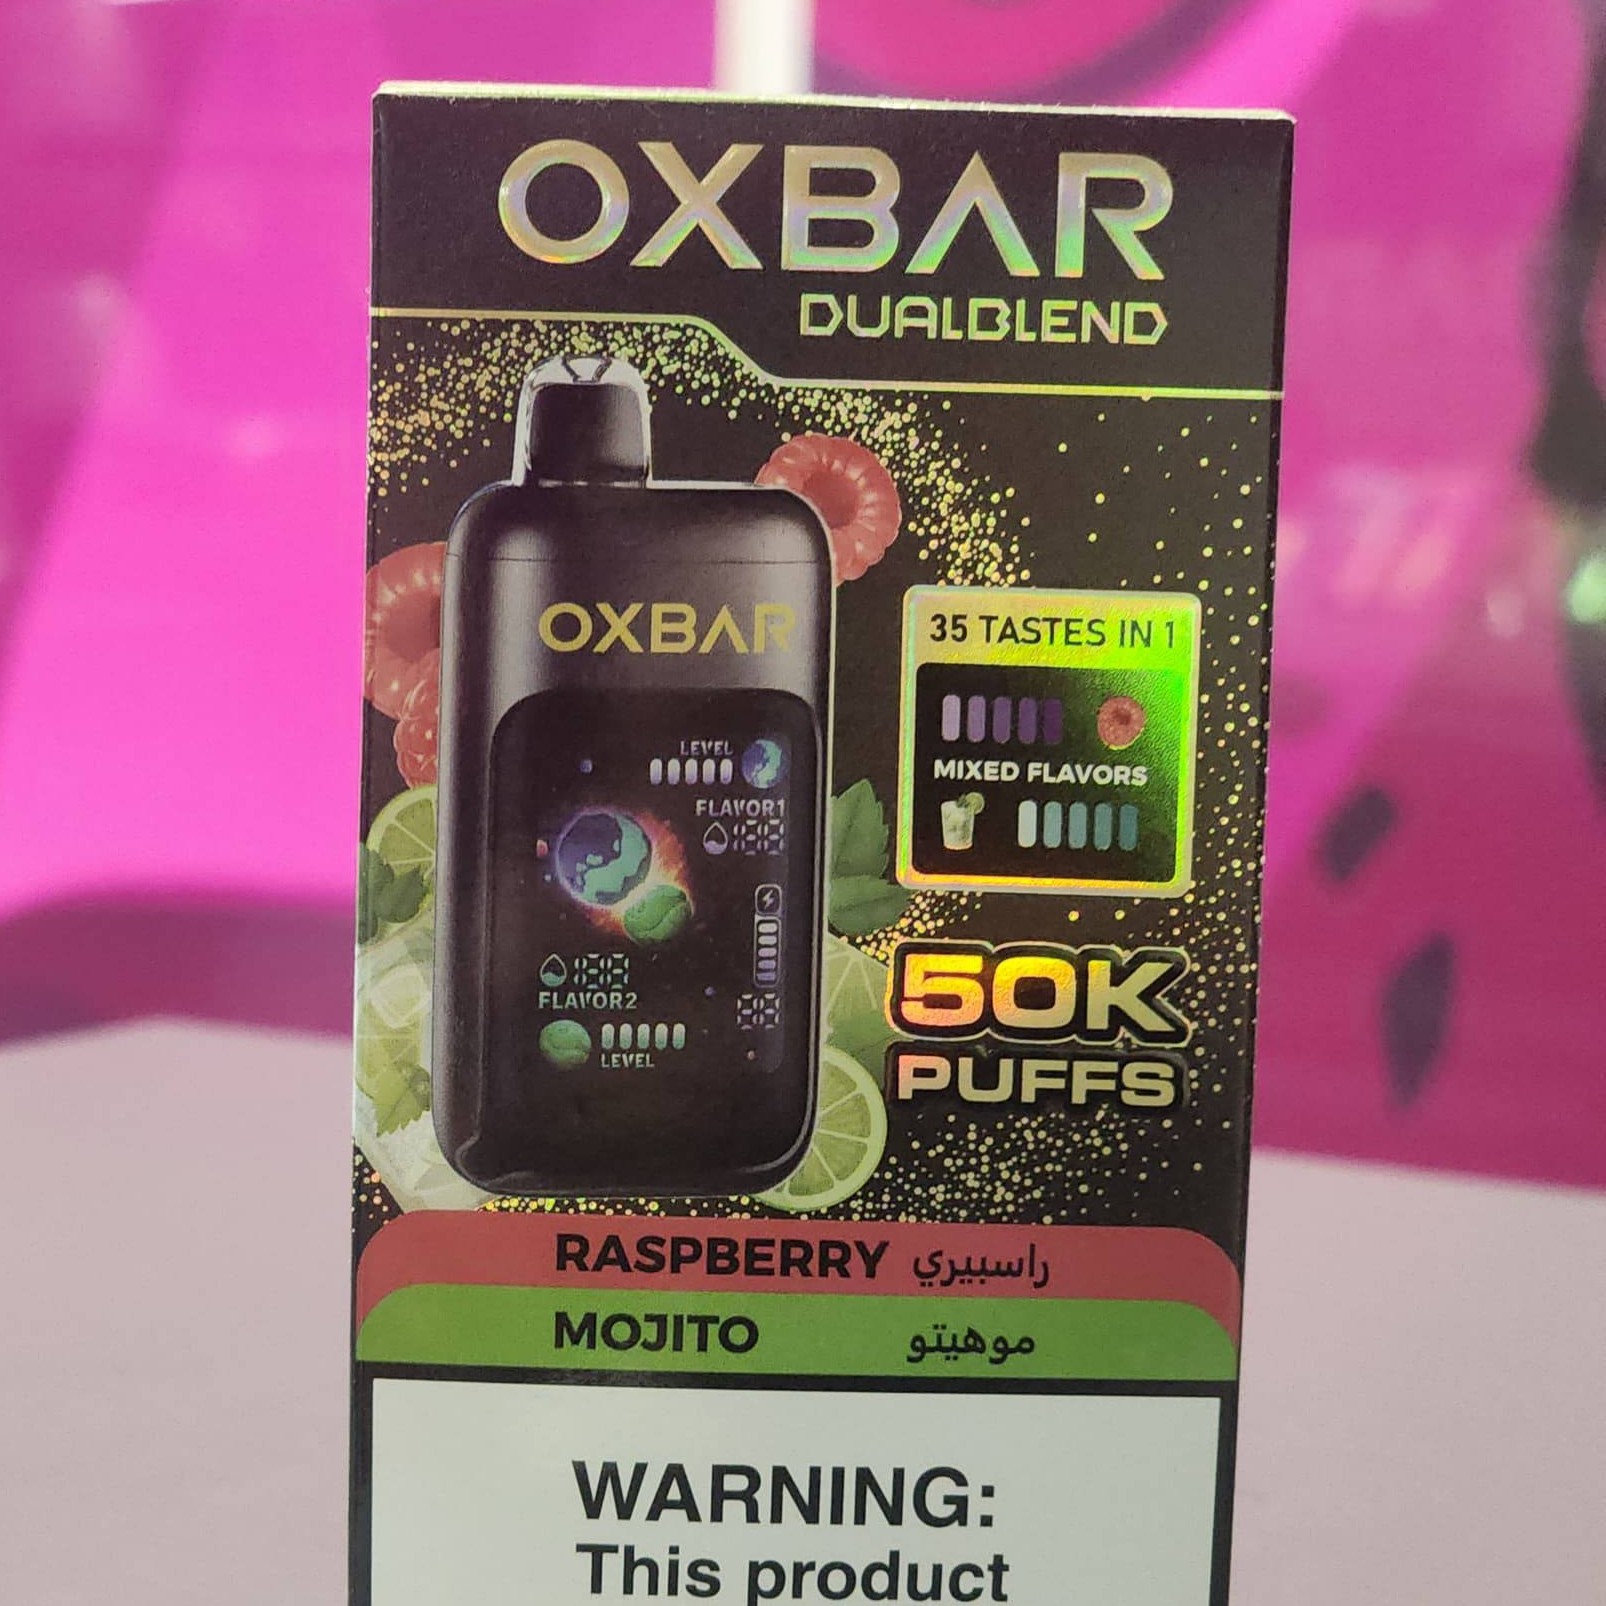 OXBAR
DUALBLEND
OXBAR
LEVEL
FLAVOR1
FLAVOR2
LEVEL
35 TASTES IN 1
MIXED FLAVORS
50K
PUFFS
RASPBERRY راسبيري
MOJITO موهيتو
WARNING:
This product